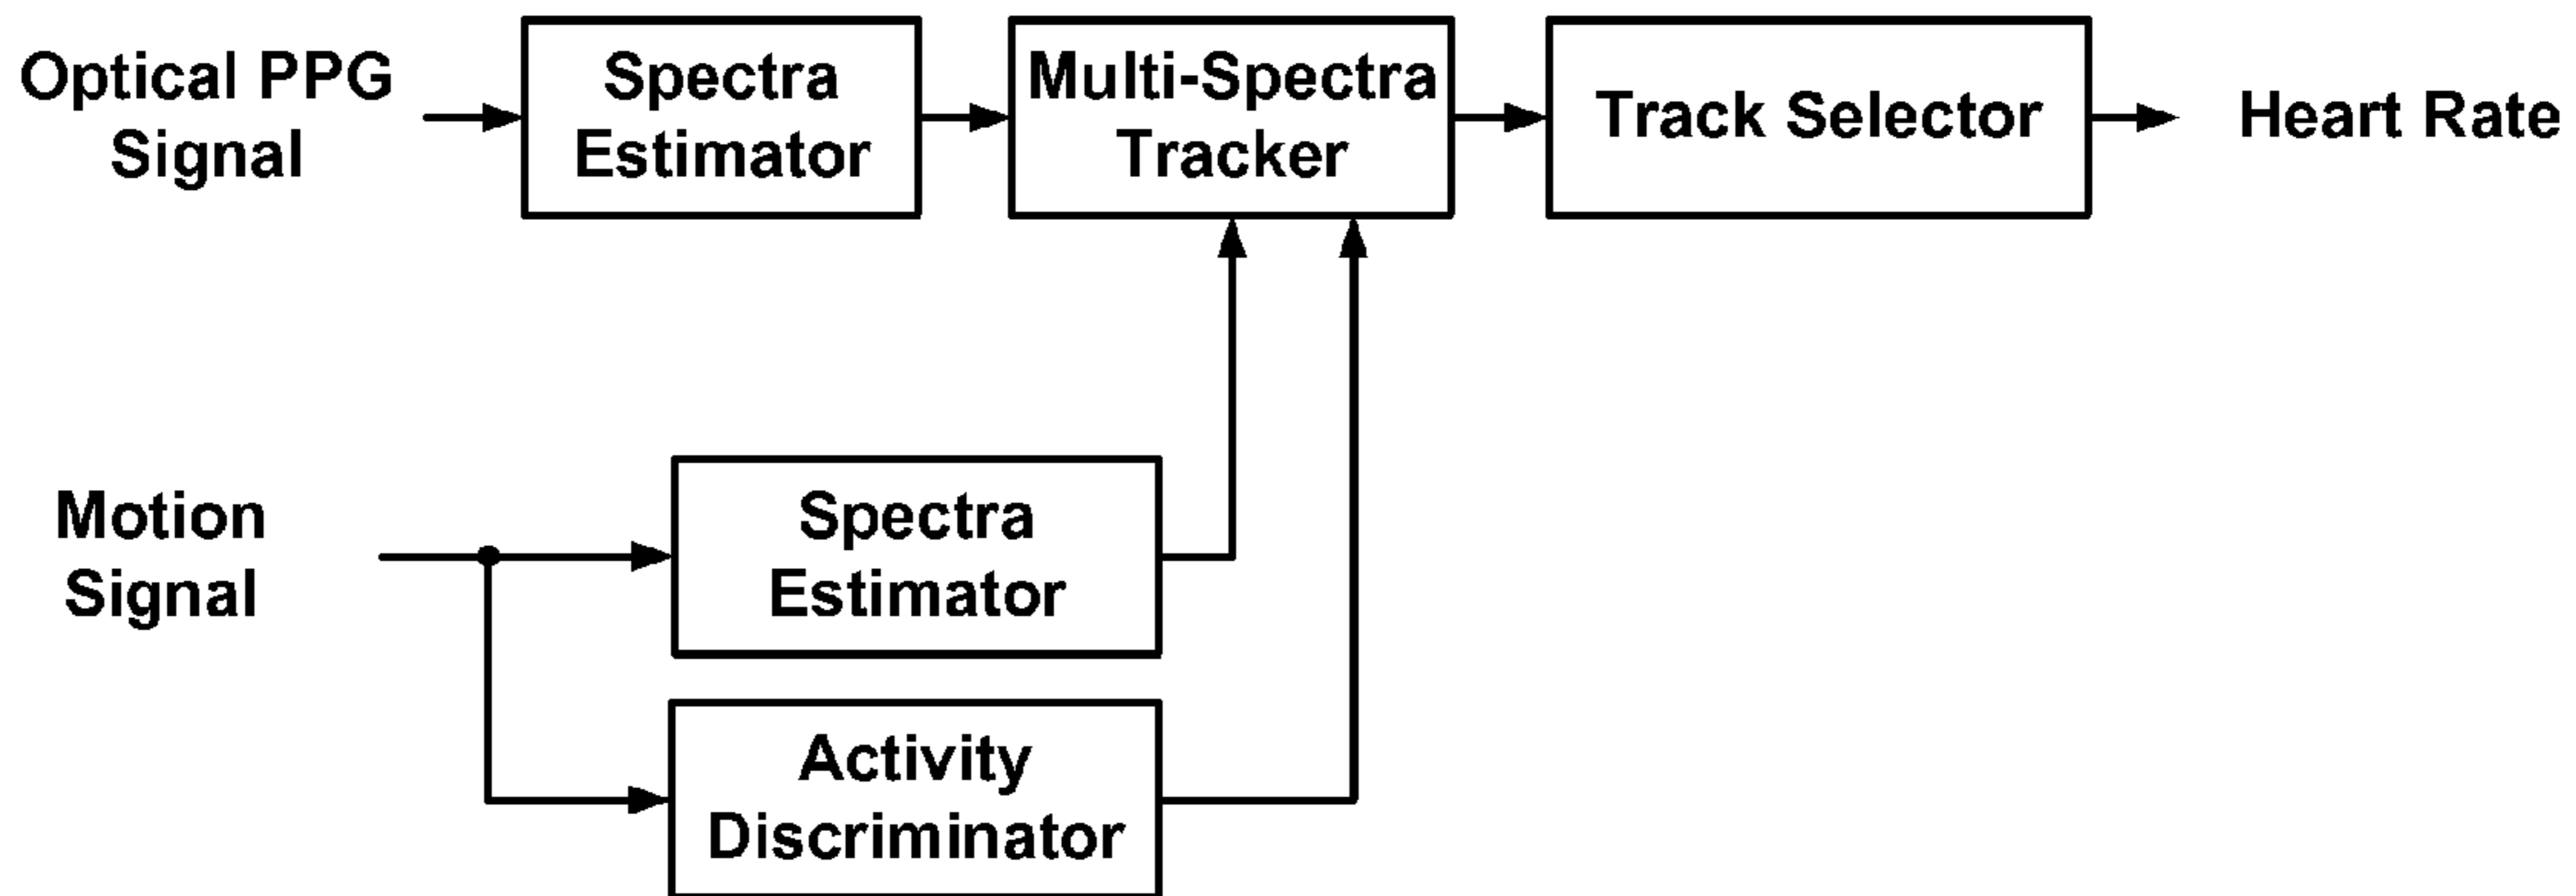 Optical PPG
Signal
Spectra
Estimator
Multi-Spectra
Tracker
Track Selector
Heart Rate
Motion
Signal
Spectra
Estimator
Activity
Discriminator